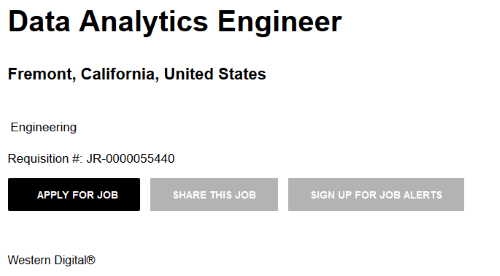 Data Analytics Engineer
Fremont, California, United States
Engineering
Requisition #: JR-0000055440
APPLY FOR JOB SHARE THIS JOB SIGN UP FOR JOB ALERTS
Western Digital®